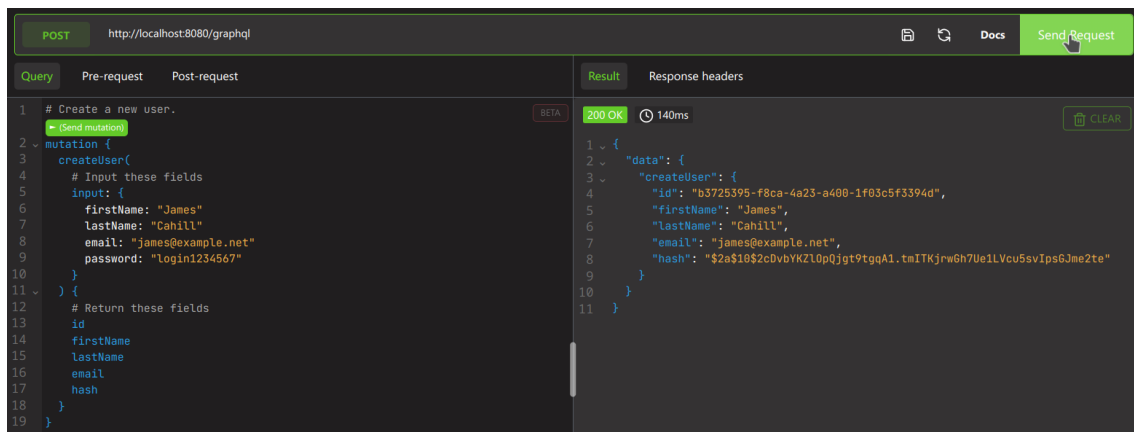 POST http://localhost:8080/graphql Docs Send Request
Query Pre-request Post-request
1 # Create a new user. BETA
(Send mutation)
2 mutation {
3 createUser(
4 # Input these fields
5 input: {
6 firstName: "James"
7 lastName: "Cahill"
8 email: "james@example.net"
9 password: "login1234567"
10 }
11 ) {
12 # Return these fields
13 id
14 firstName
15 lastName
16 email
17 hash
18 }
19 }
Result Response headers
200 OK 140ms CLEAR
1 {
2 "data": {
3 "createUser": {
4 "id": "b3725395-f8ca-4a23-a400-1f03c5f3394d",
5 "firstName": "James",
6 "lastName": "Cahill",
7 "email": "james@example.net",
8 "hash": "$2a$10$2cDvbYKZlOpQjgt9tgqA1.tmITKjrwGh7Ue1LVcu5svIpsGJme2te"
9 }
10 }
11 }